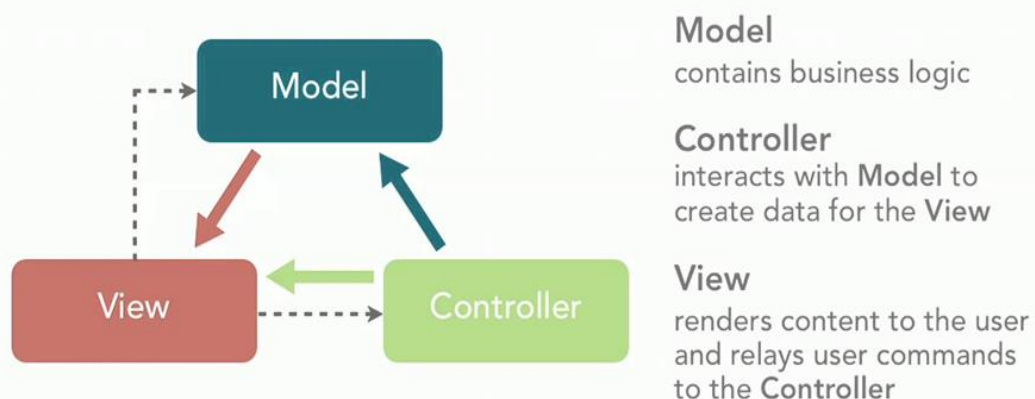 Model
View
Controller
Model
contains business logic
Controller
interacts with Model to
create data for the View
View
renders content to the user
and relays user commands
to the Controller